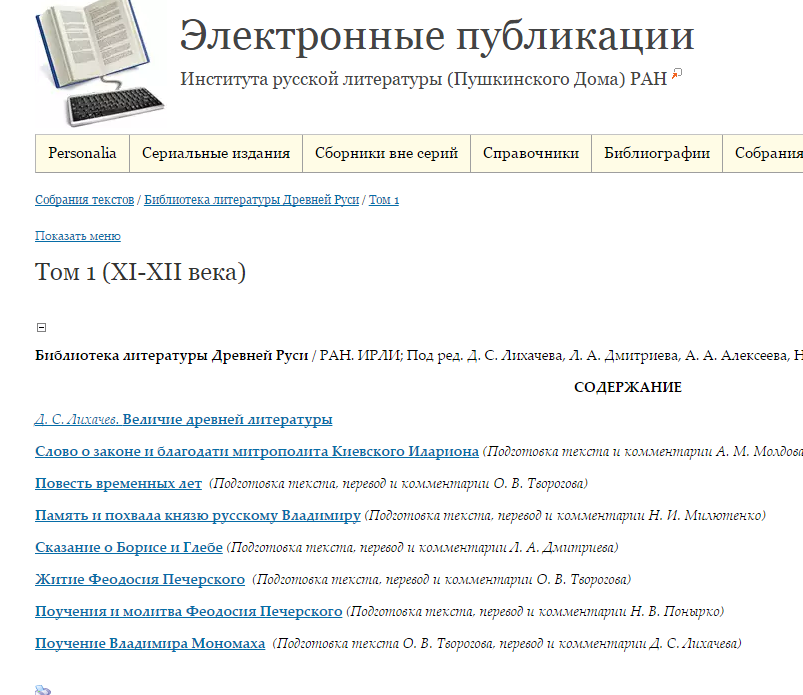 Электронные публикации
Института русской литературы (Пушкинского Дома) РАН
Personalia Сериальные издания Сборники вне серий Справочники Библиографии Собрания
Собрания текстов / Библиотека литературы Древней Руси / Том 1
Показать меню
Том 1 (XI-XII века)
Библиотека литературы Древней Руси / РАН. ИРЛИ; Под ред. Д. С. Лихачева, Л. А. Дмитриева, А. А. Алексеева, Н
СОДЕРЖАНИЕ
Д. С. Лихачев. Величие древней литературы
Слово о законе и благодати митрополита Киевского Илариона (Подготовка текста и комментарии А. М. Молдова
Повесть временных лет (Подготовка текста, перевод и комментарии О. В. Творогова)
Память и похвала князю русскому Владимиру (Подготовка текста, перевод и комментарии Н. И. Милютенко)
Сказание о Борисе и Глебе (Подготовка текста, перевод и комментарии Л. А. Дмитриева)
Житие Феодосия Печерского (Подготовка текста, перевод и комментарии О. В. Творогова)
Поучения и молитва Феодосия Печерского (Подготовка текста, перевод и комментарии Н. В. Понырко)
Поучение Владимира Мономаха (Подготовка текста О. В. Творогова, перевод и комментарии Д. С. Лихачева)